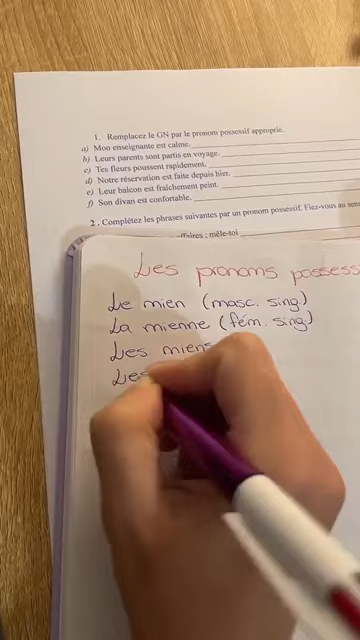 1. Remplacez le GN par le pronom possessif approprié.
a) Mon enseignante est calme.
b) Leurs parents sont partis en voyage.
c) Tes fleurs poussent rapidement.
d) Notre réservation est faite depuis hier.
e) Leur balcon est fraîchement peint.
f) Son divan est confortable.
2. Complétez les phrases suivantes par un pronom possessif. Fiez-vous au
ffaires : mêle-toi
Les pronoms possess
Le mien (masc. sing.)
La mienne (fém. sing.)
Les miens
Les